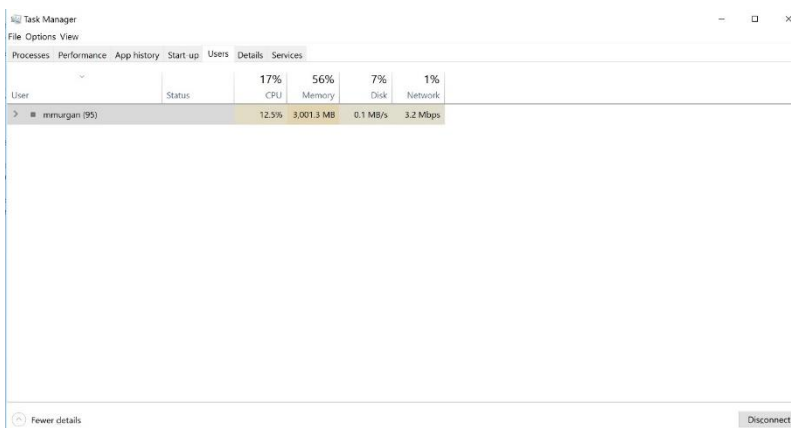 Task Manager
File Options View
Processes Performance App history Start-up Users Details Services
17% 56% 7% 1%
User Status CPU Memory Disk Network
mmurgan (95) 12.5% 3,001.3 MB 0.1 MB/s 3.2 Mbps
Fewer details Disconnect